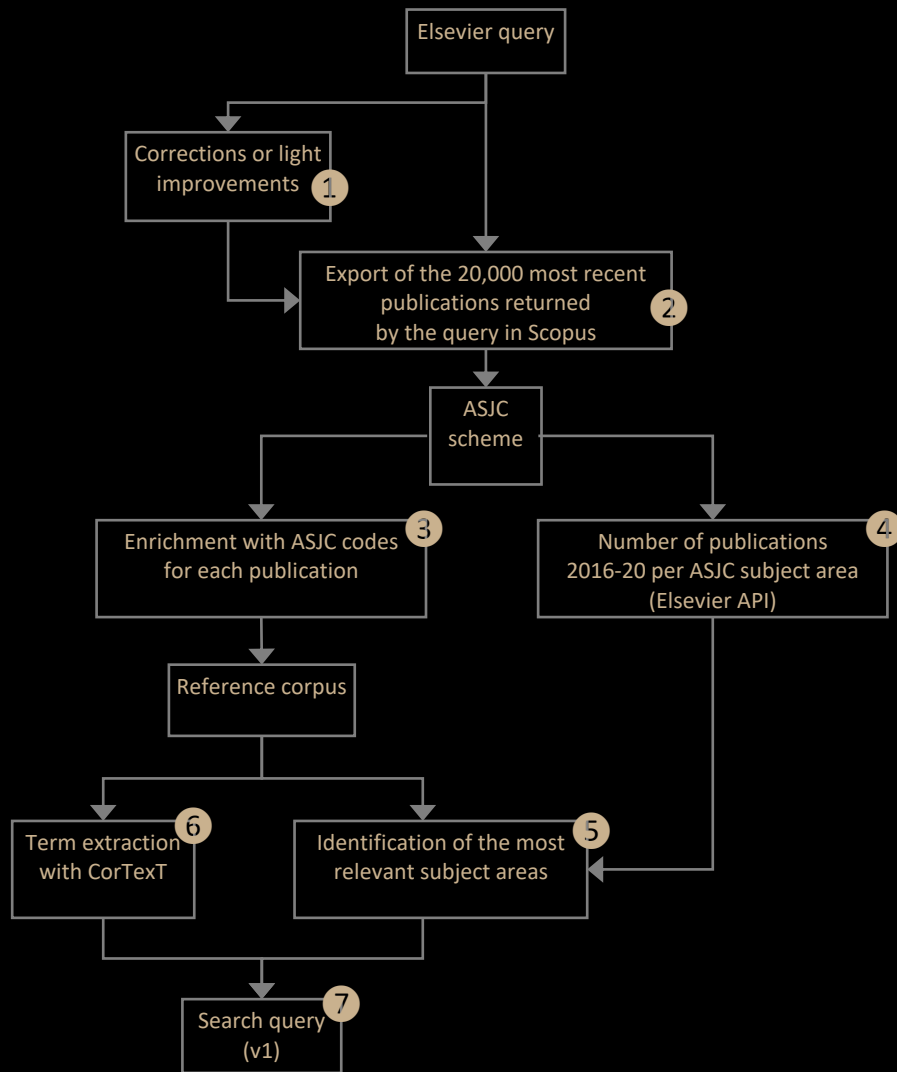 Elsevier query
Corrections or light
improvements
1
Export of the 20,000 most recent
publications returned
by the query in Scopus
2
ASJC
scheme
Enrichment with ASJC codes
for each publication
3
Number of publications
2016-20 per ASJC subject area
(Elsevier API)
4
Reference corpus
Term extraction
with CorTexT
6
Identification of the most
relevant subject areas
5
Search query
(v1)
7